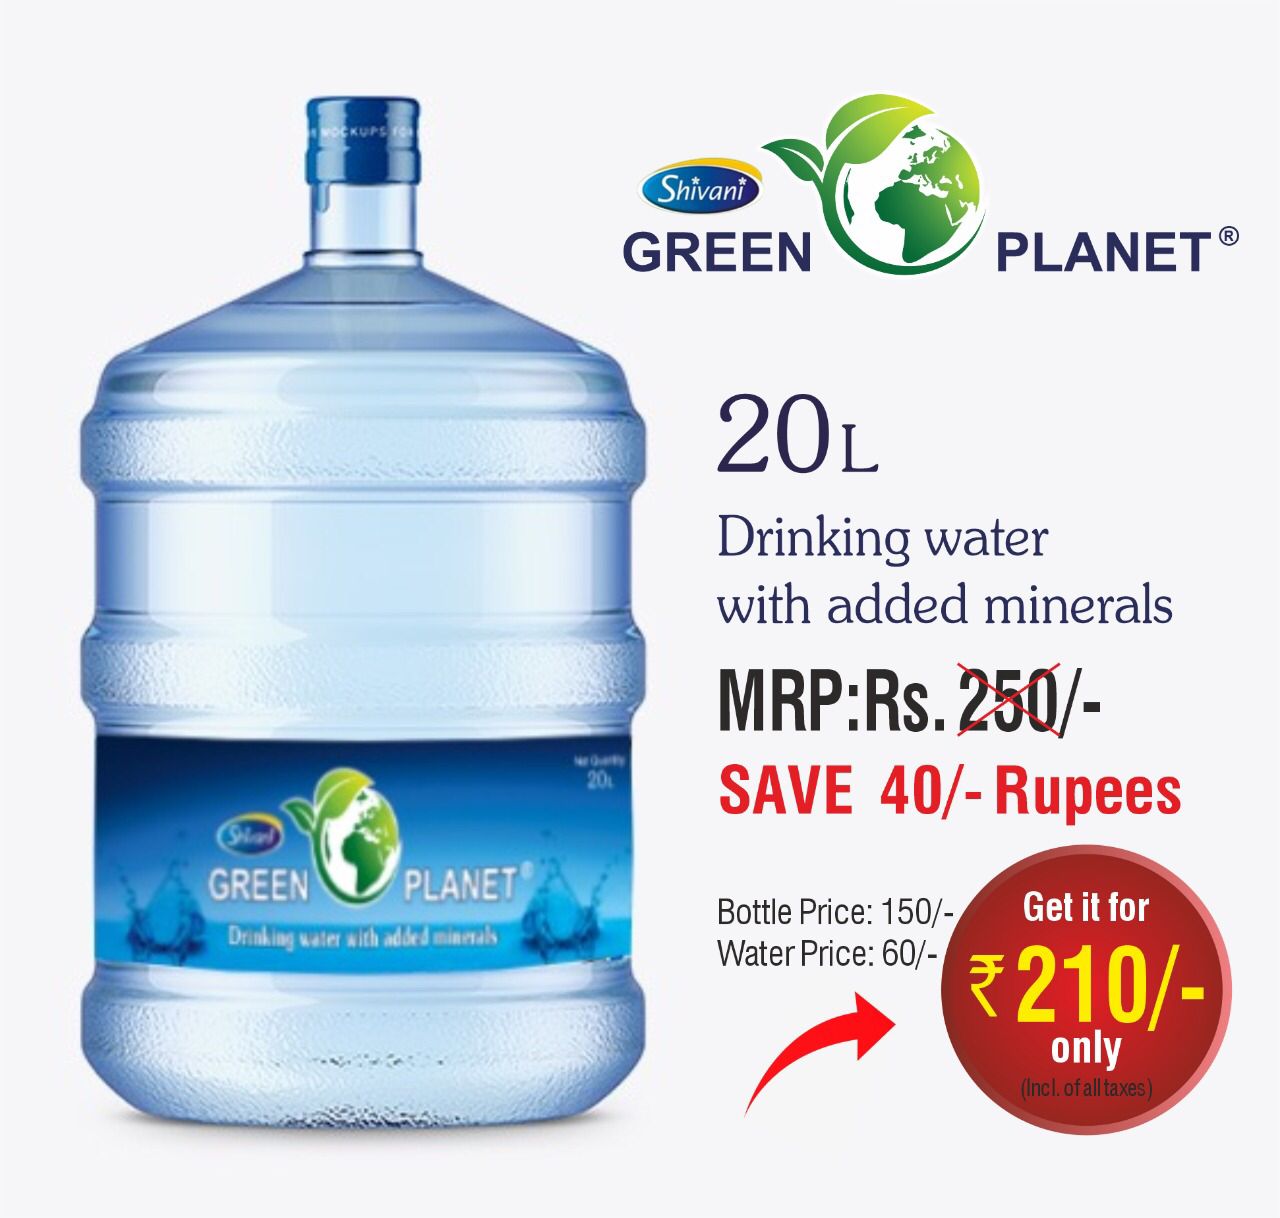 MOCKUPS FOR
Shivani
GREEN PLANET®
20L
Drinking water
with added minerals
MRP:Rs. 250/-
SAVE 40/- Rupees
Bottle Price: 150/-
Water Price: 60/-
Get it for
₹210/-
only
(Incl. of all taxes)
Net Quantity
20L
Shivani
GREEN PLANET®
Drinking water with added minerals